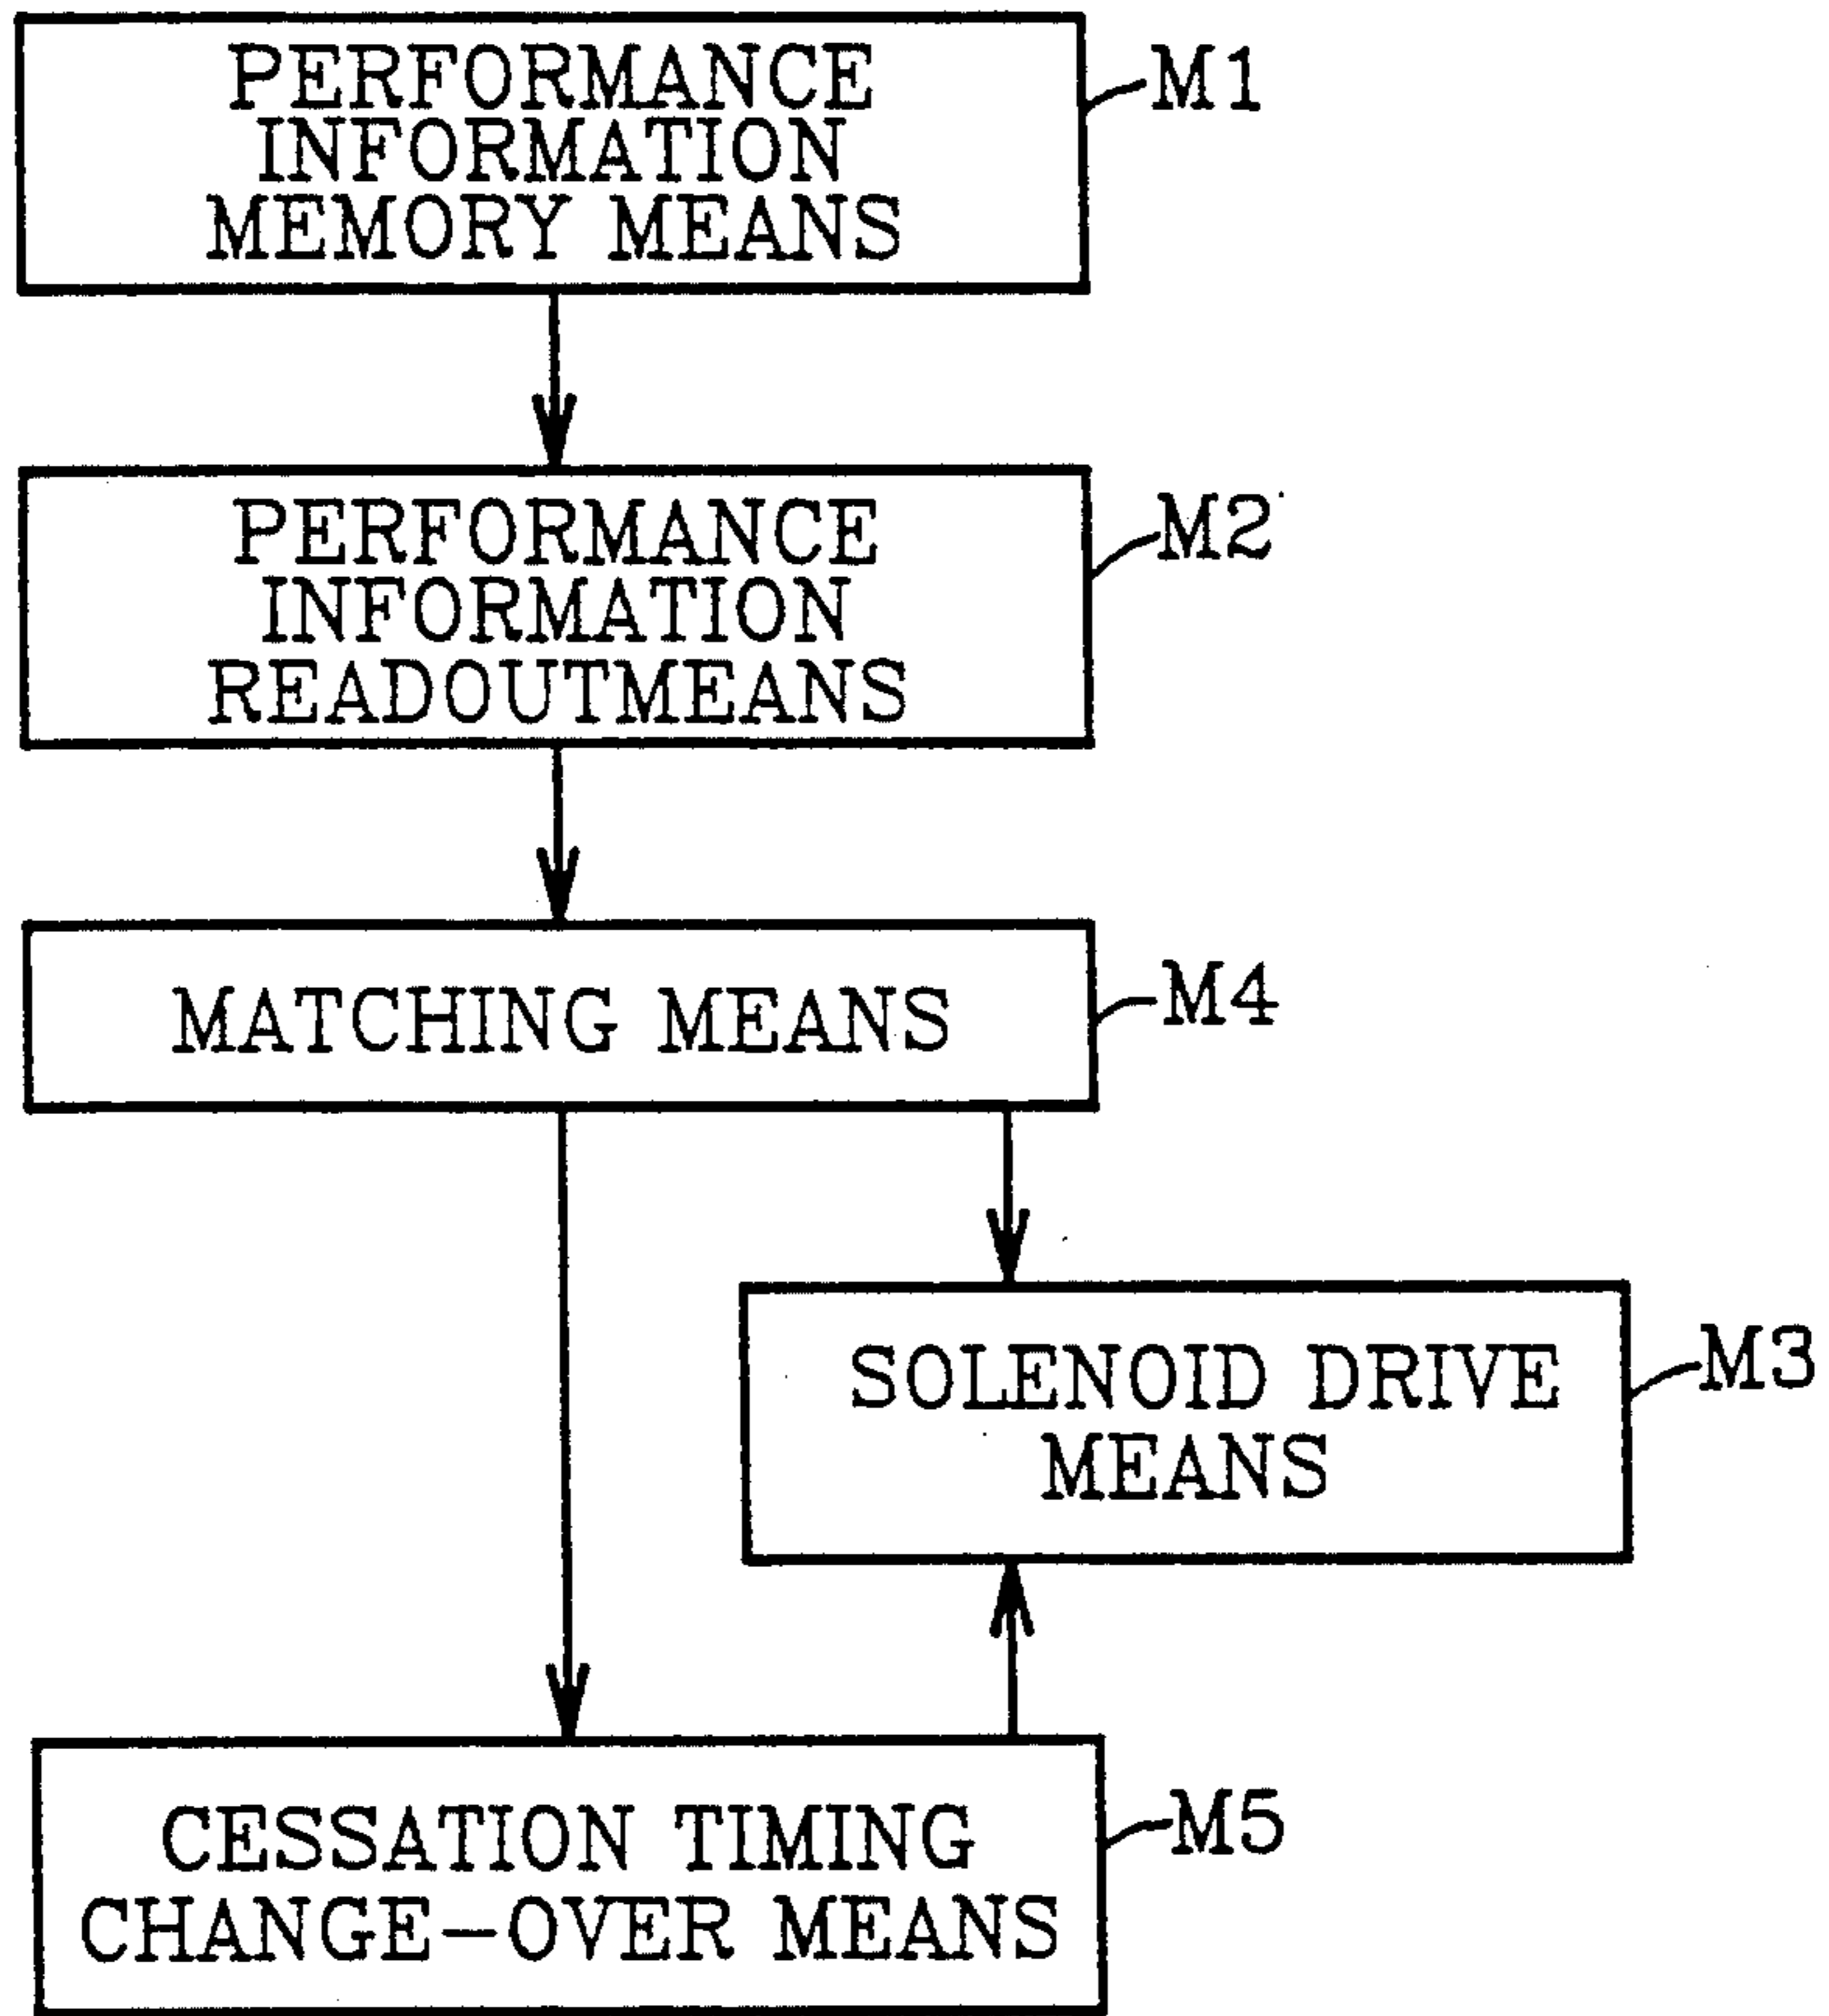 PERFORMANCE
INFORMATION
MEMORY MEANS
M1
PERFORMANCE
INFORMATION
READOUTMEANS
M2
MATCHING MEANS
M4
SOLENOID DRIVE
MEANS
M3
CESSATION TIMING
CHANGE-OVER MEANS
M5